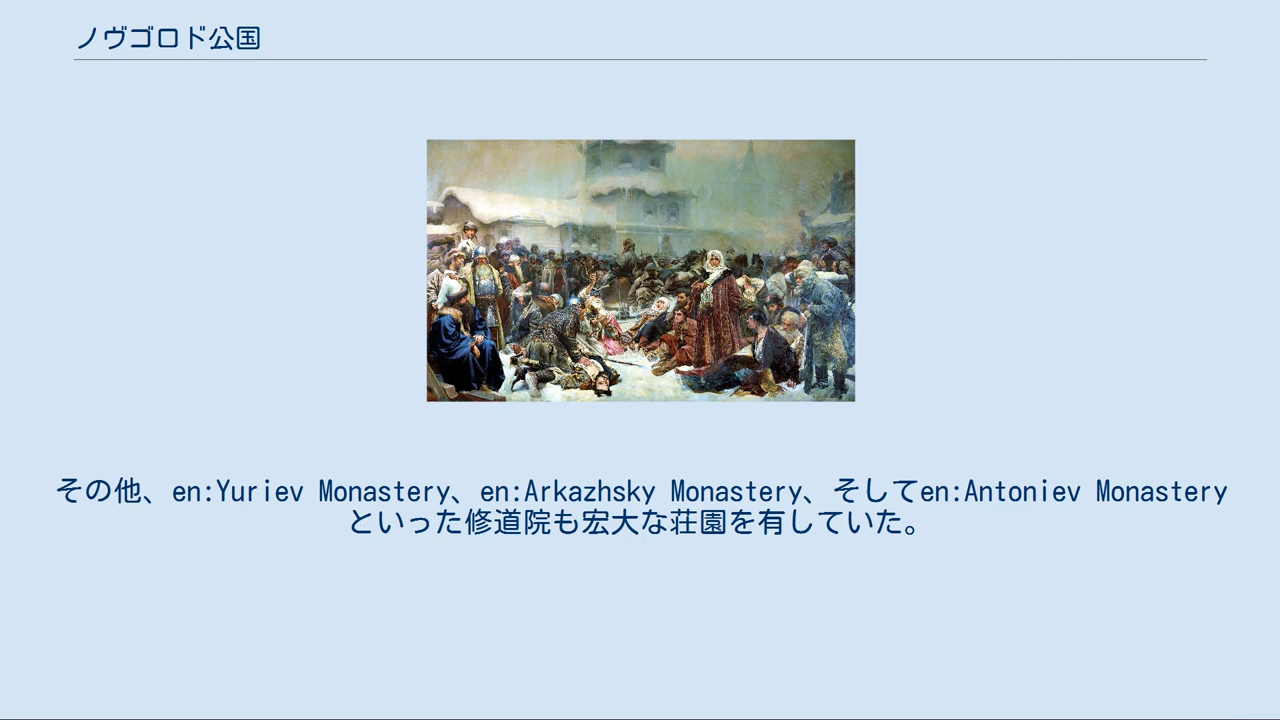 ノヴゴロド公国
その他、en:Yuriev Monastery、en:Arkazhsky Monastery、そしてen:Antoniev Monastery
といった修道院も宏大な荘園を有していた。